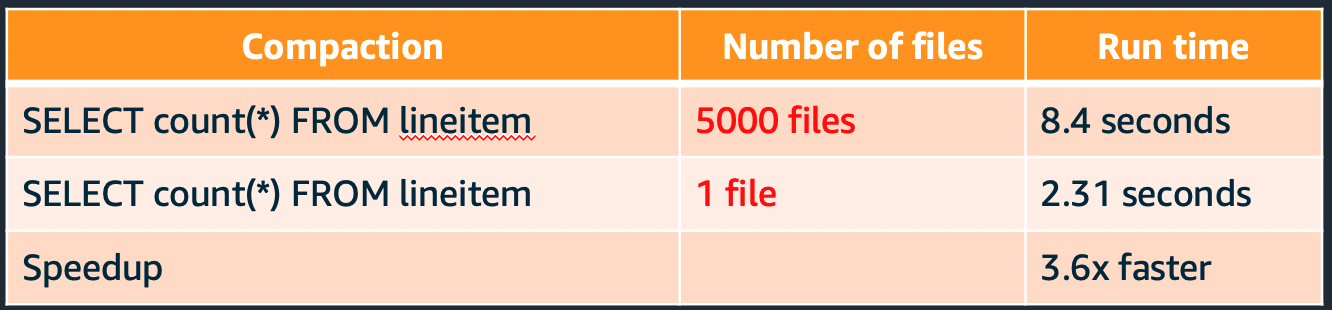 Compaction Number of files Run time
SELECT count(*) FROM lineitem 5000 files 8.4 seconds
SELECT count(*) FROM lineitem 1 file 2.31 seconds
Speedup 3.6x faster